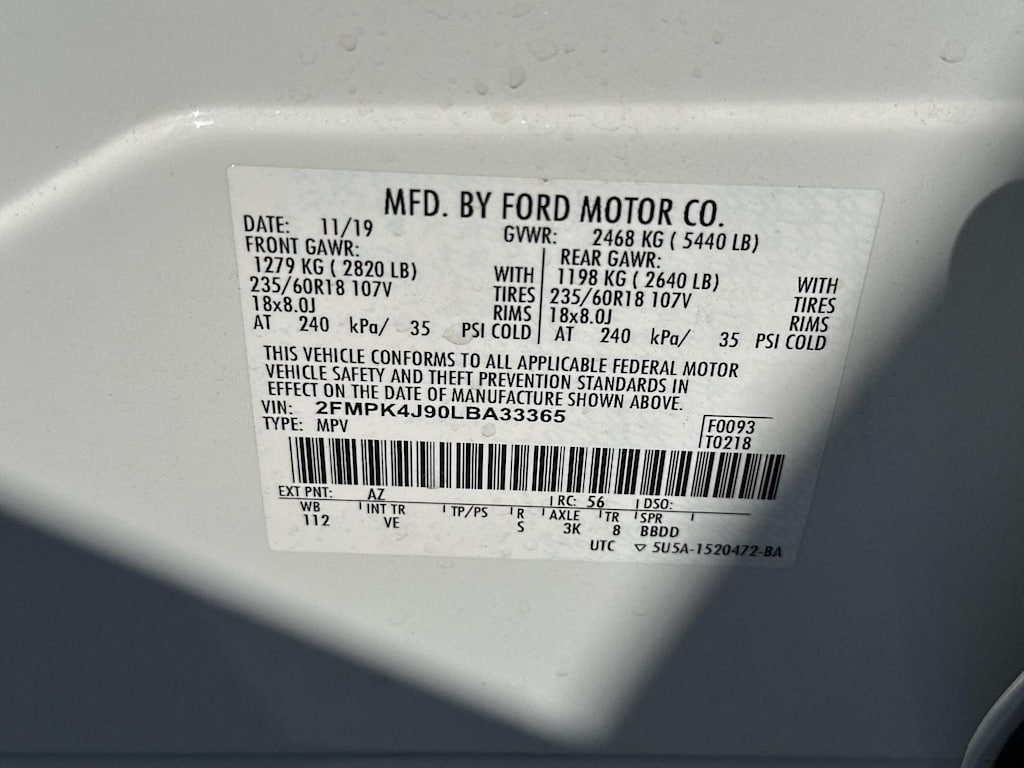 MFD. BY FORD MOTOR CO.
DATE: 11/19 GVWR: 2468 KG ( 5440 LB)
FRONT GAWR: REAR GAWR:
1279 KG ( 2820 LB) WITH 1198 KG ( 2640 LB) WITH
235/60R18 107V TIRES 235/60R18 107V TIRES
18x8.0J RIMS 18x8.0J RIMS
AT 240 kPa/ 35 PSI COLD AT 240 kPa/ 35 PSI COLD
THIS VEHICLE CONFORMS TO ALL APPLICABLE FEDERAL MOTOR
VEHICLE SAFETY AND THEFT PREVENTION STANDARDS IN
EFFECT ON THE DATE OF MANUFACTURE SHOWN ABOVE.
VIN: 2FMPK4J90LBA33365 F0093
TYPE: MPV T0218
EXT PNT: AZ RC: 56 DSO:
WB INT TR TP/PS R AXLE TR SPR
112 VE S 3K 8 BBDD
UTC ▽ 5U5A-1520472-BA